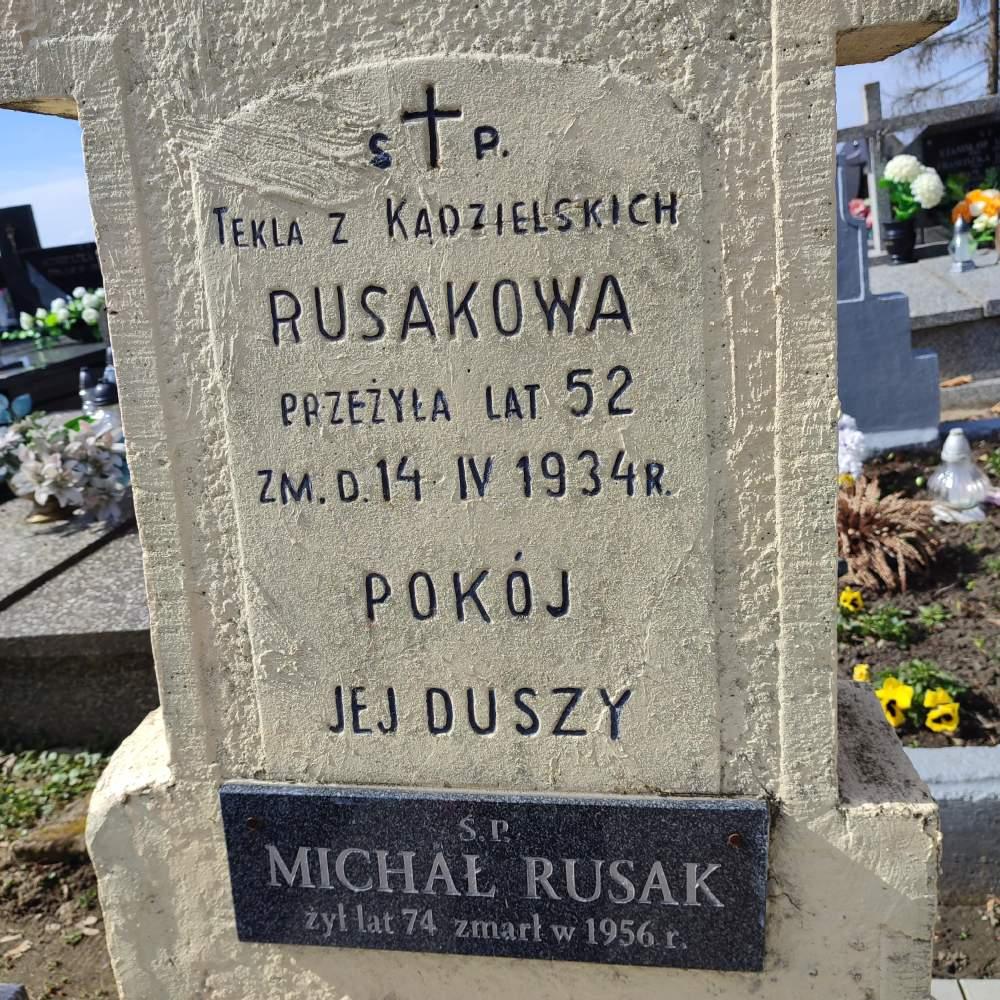 S P.
TEKLA Z KĄDZIELSKICH
RUSAKOWA
PRZEŻYŁA LAT 52
ZM. D. 14 IV 1934 R.
POKÓJ
JEJ DUSZY
Ś.P.
MICHAŁ RUSAK
żył lat 74 zmarł w 1956 r.